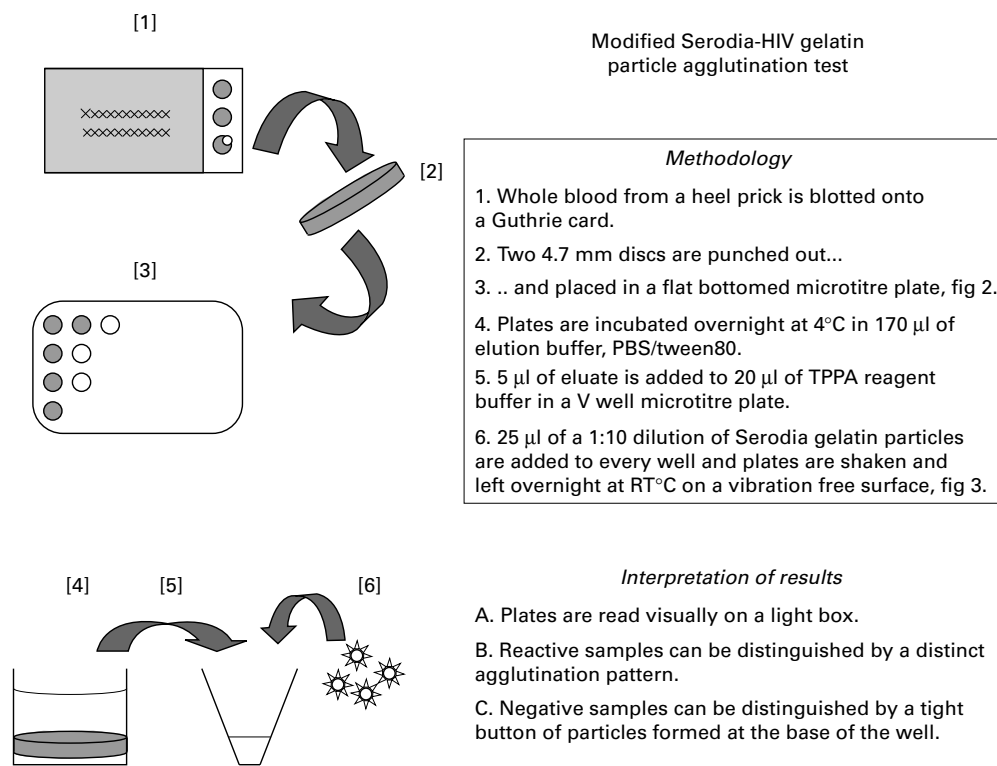 [1]
Modified Serodia-HIV gelatin
particle agglutination test
Xxxxxxxxxxx
xxxxxxxxxxx
[2]
[3]
Methodology
1. Whole blood from a heel prick is blotted onto
a Guthrie card.
2. Two 4.7 mm discs are punched out...
3. .. and placed in a flat bottomed microtitre plate, fig 2.
4. Plates are incubated overnight at 4°C in 170 μl of
elution buffer, PBS/tween80.
5. 5 μl of eluate is added to 20 μl of TPPA reagent
buffer in a V well microtitre plate.
6. 25 μl of a 1:10 dilution of Serodia gelatin particles
are added to every well and plates are shaken and
left overnight at RT°C on a vibration free surface, fig 3.
[4]
[5]
[6]
Interpretation of results
A. Plates are read visually on a light box.
B. Reactive samples can be distinguished by a distinct
agglutination pattern.
C. Negative samples can be distinguished by a tight
button of particles formed at the base of the well.